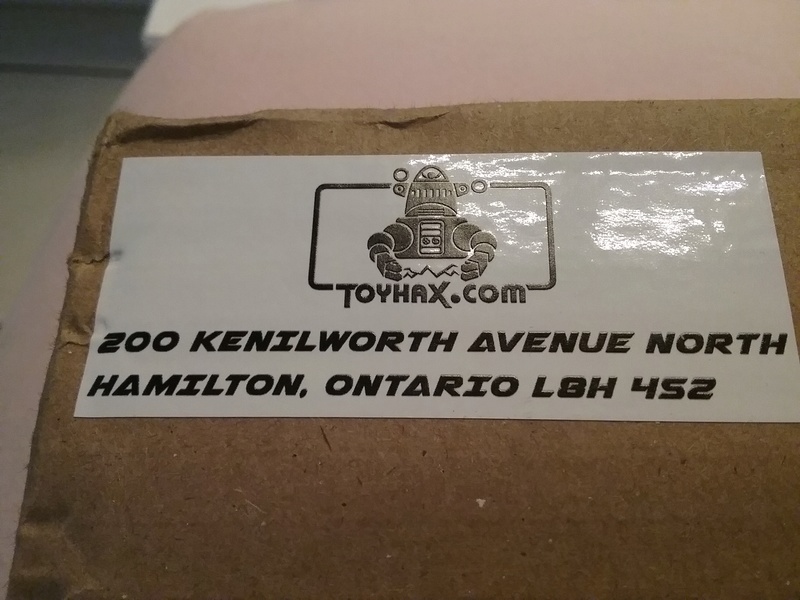 TOYHAX.COM
200 KENILWORTH AVENUE NORTH
HAMILTON, ONTARIO L8H 4S2